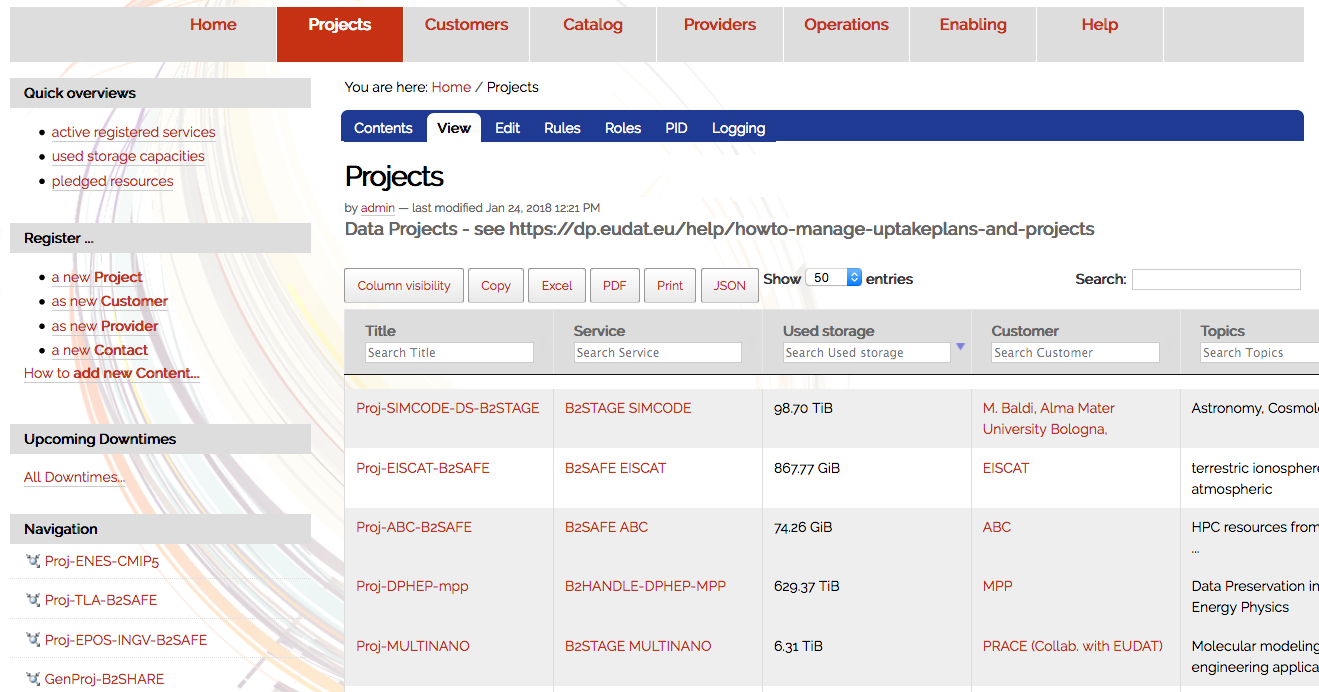 Home Projects Customers Catalog Providers Operations Enabling Help
Quick overviews
active registered services
used storage capacities
pledged resources
Register ...
a new Project
as new Customer
as new Provider
a new Contact
How to add new Content...
Upcoming Downtimes
All Downtimes...
Navigation
Proj-ENES-CMIP5
Proj-TLA-B2SAFE
Proj-EPOS-INGV-B2SAFE
GenProj-B2SHARE
You are here: Home / Projects
Contents View Edit Rules Roles PID Logging
Projects
by admin — last modified Jan 24, 2018 12:21 PM
Data Projects - see https://dp.eudat.eu/help/howto-manage-uptakeplans-and-projects
Column visibility Copy Excel PDF Print JSON Show 50 entries Search:
Title Service Used storage Customer Topics
Search Title Search Service Search Used storage Search Customer Search Topics
Proj-SIMCODE-DS-B2STAGE B2STAGE SIMCODE 98.70 TiB M. Baldi, Alma Mater Astronomy, Cosmol
University Bologna,
Proj-EISCAT-B2SAFE B2SAFE EISCAT 867.77 GiB EISCAT terrestric ionosphere
atmospheric
Proj-ABC-B2SAFE B2SAFE ABC 74.26 GiB ABC HPC resources from
...
Proj-DPHEP-mpp B2HANDLE-DPHEP-MPP 629.37 TiB MPP Data Preservation in
Energy Physics
Proj-MULTINANO B2STAGE MULTINANO 6.31 TiB PRACE (Collab. with EUDAT) Molecular modeling
engineering applica